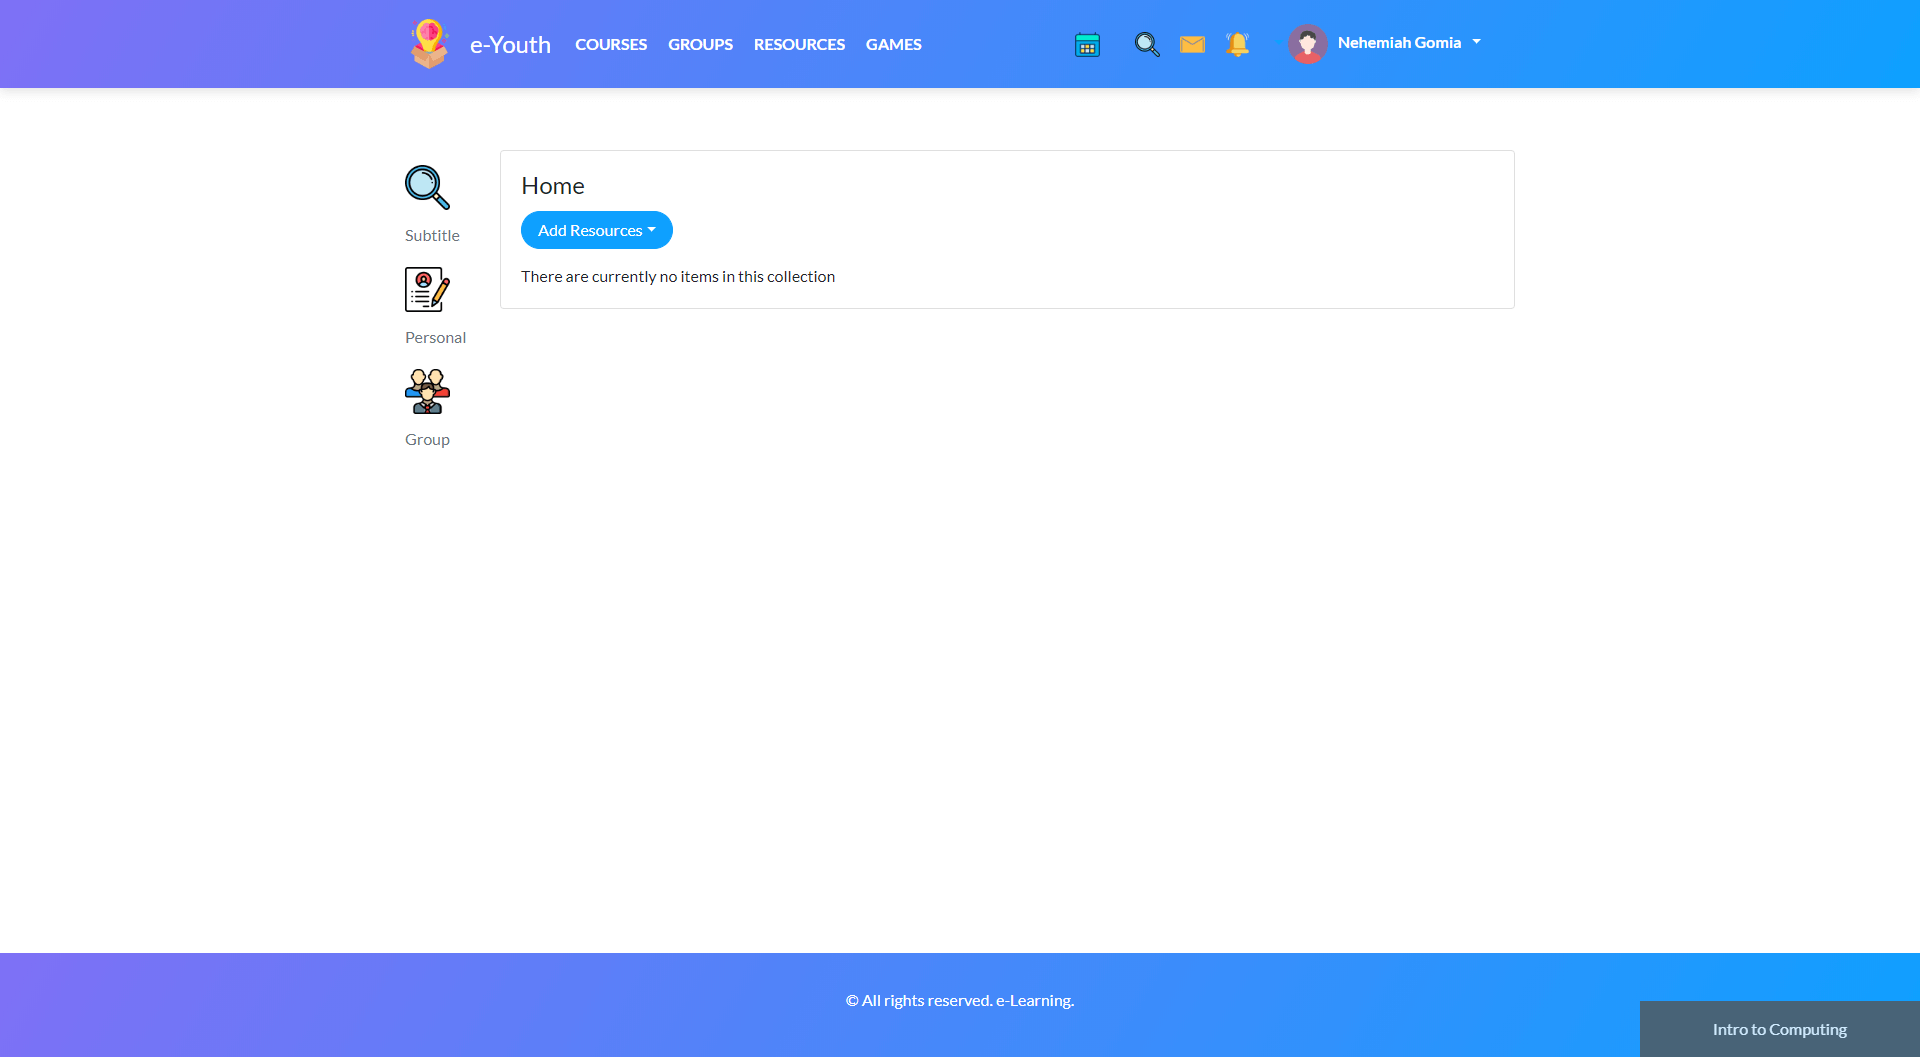 e-Youth COURSES GROUPS RESOURCES GAMES Nehemiah Gomia
Home
Add Resources
There are currently no items in this collection
Subtitle
Personal
Group
© All rights reserved. e-Learning.
Intro to Computing